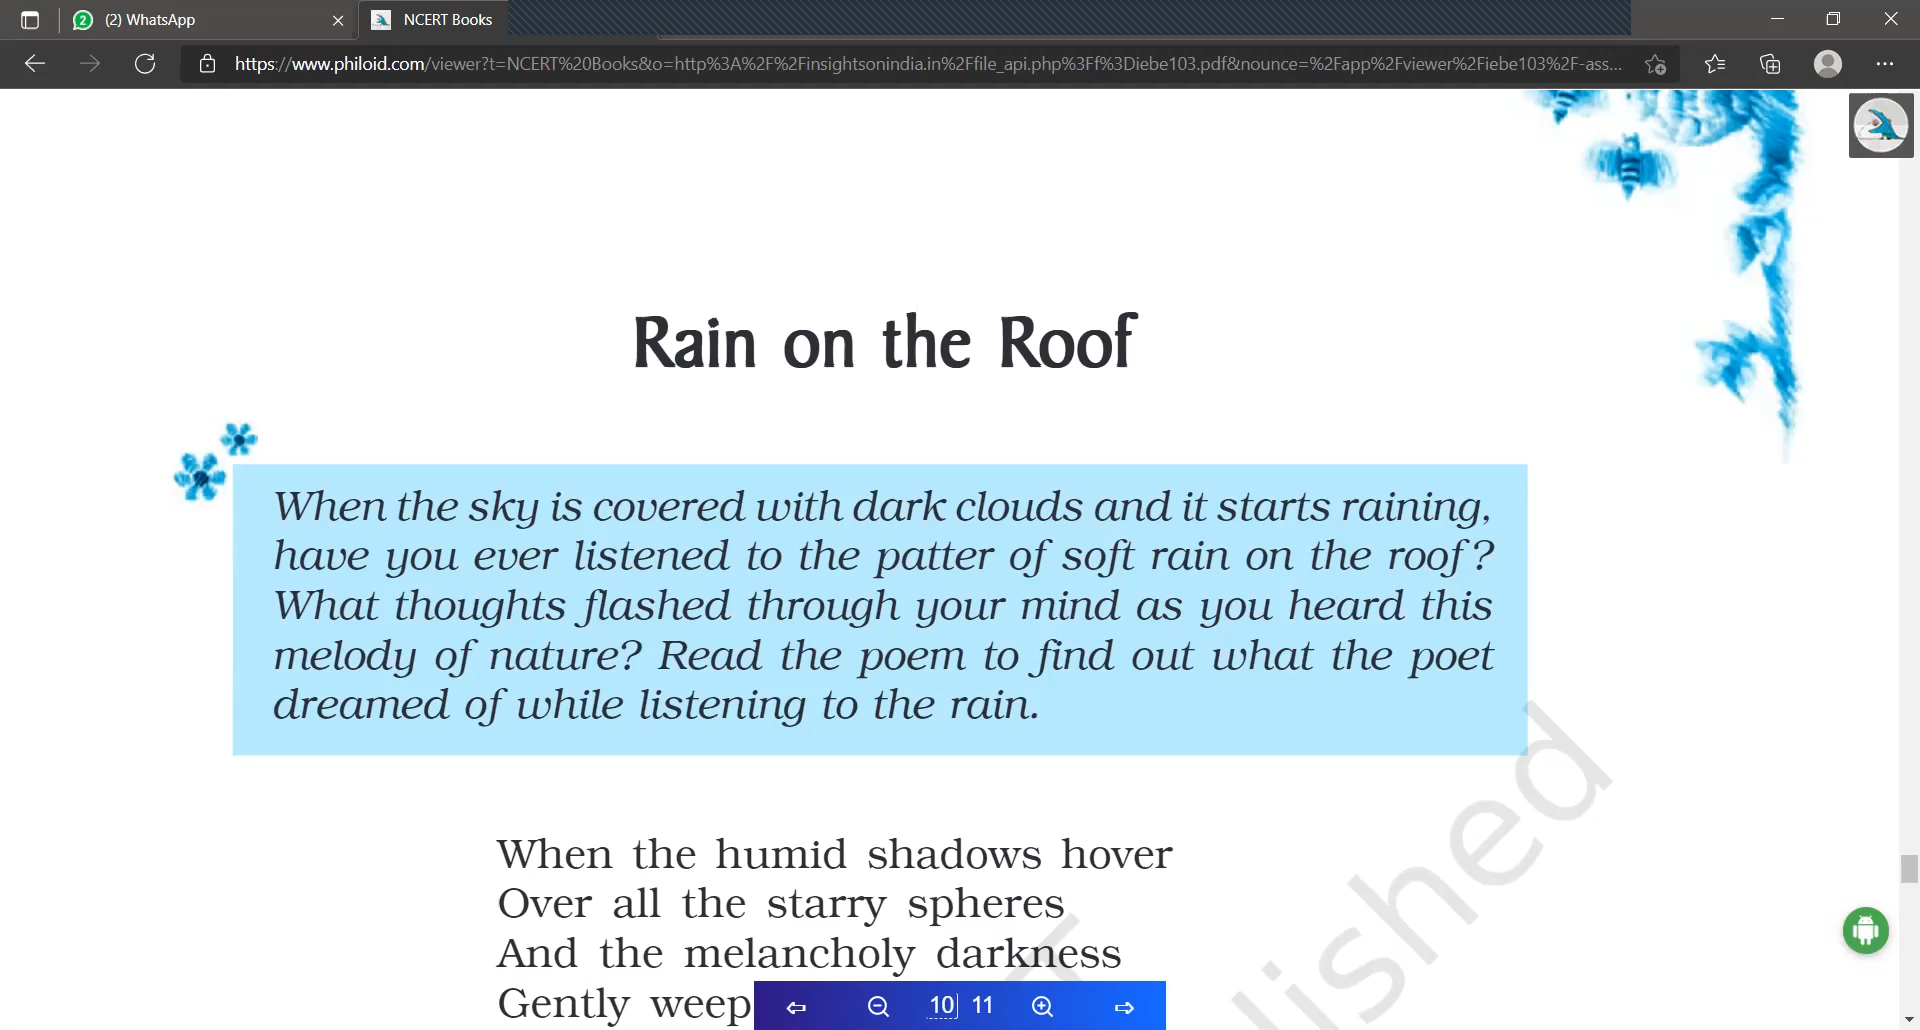 (2) WhatsApp
NCERT Books
https://www.philoid.com/viewer?t=NCERT%20Books&o=http%3A%2F%2Finsightsonindia.in%2Ffile_api.php%3Ff%3Diebe103.pdf&nounce=%2Fapp%2Fviewer%2Fiebe103%2F-ass...
Rain on the Roof
When the sky is covered with dark clouds and it starts raining,
have you ever listened to the patter of soft rain on the roof?
What thoughts flashed through your mind as you heard this
melody of nature? Read the poem to find out what the poet
dreamed of while listening to the rain.
When the humid shadows hover
Over all the starry spheres
And the melancholy darkness
Gently weep
10 11